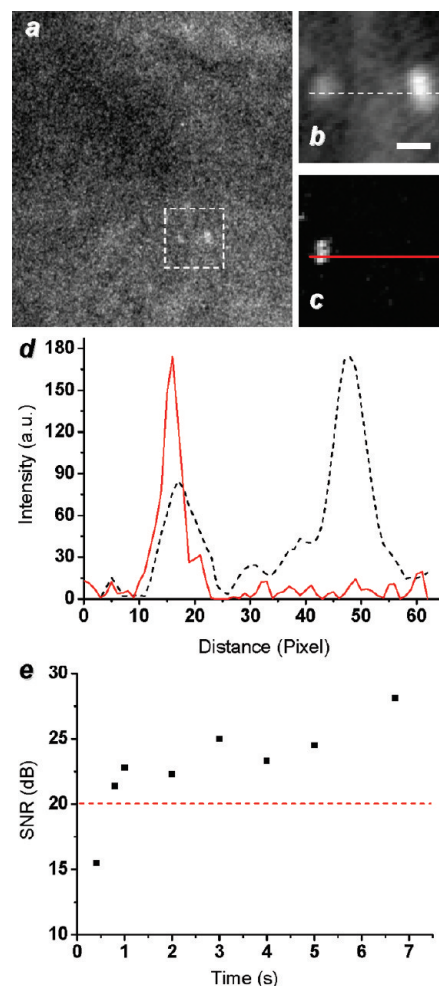 a
b
c
d
180
150
120
90
60
30
0
Intensity (a.u.)
0 10 20 30 40 50 60
Distance (Pixel)
e
30
25
20
15
10
SNR (dB)
0 1 2 3 4 5 6 7
Time (s)